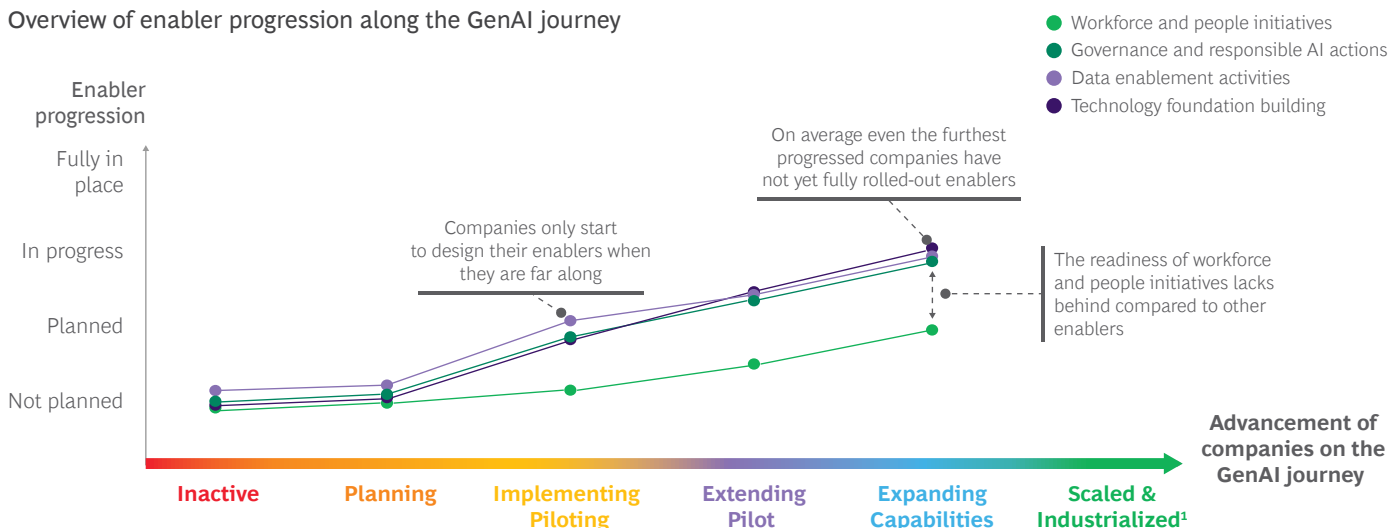 Overview of enabler progression along the GenAI journey
Workforce and people initiatives
Governance and responsible AI actions
Data enablement activities
Technology foundation building
Enabler
progression
Fully in
place
In progress
Planned
Not planned
Companies only start
to design their enablers when
they are far along
On average even the furthest
progressed companies have
not yet fully rolled-out enablers
The readiness of workforce
and people initiatives lacks
behind compared to other
enablers
Advancement of
companies on the
GenAI journey
Inactive
Planning
Implementing
Piloting
Extending
Pilot
Expanding
Capabilities
Scaled &
Industrialized¹